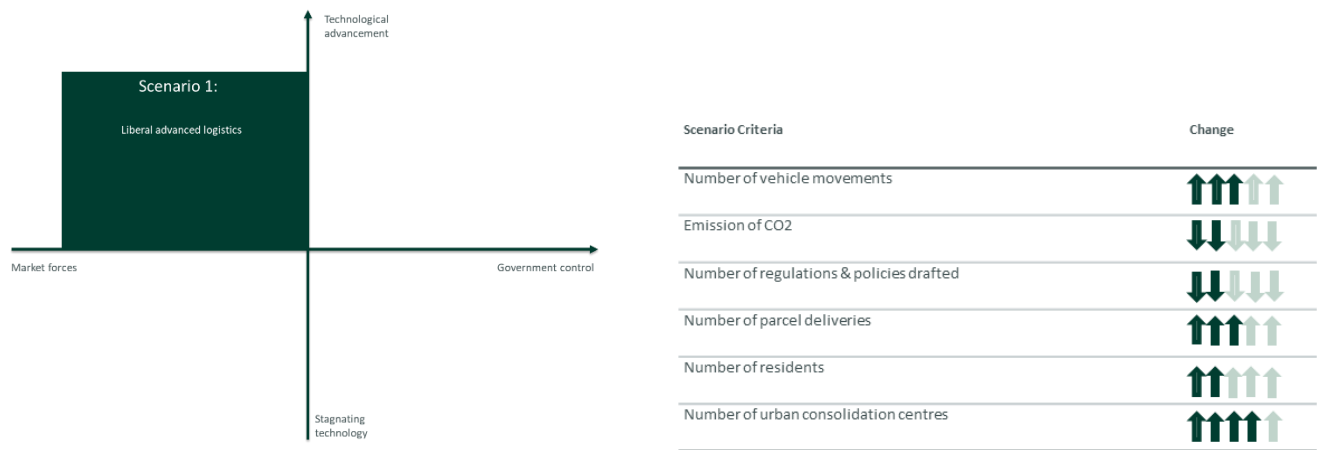 Technological
advancement
Scenario 1:
Liberal advanced logistics
Market forces
Government control
Stagnating
technology
Scenario Criteria Change
Number of vehicle movements
Emission of CO2
Number of regulations & policies drafted
Number of parcel deliveries
Number of residents
Number of urban consolidation centres